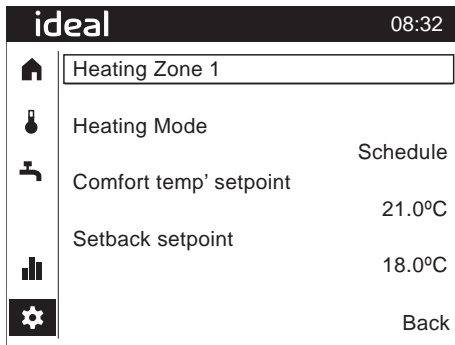 ideal
08:32
Heating Zone 1
Heating Mode
Schedule
Comfort temp' setpoint
21.0ºC
Setback setpoint
18.0ºC
Back